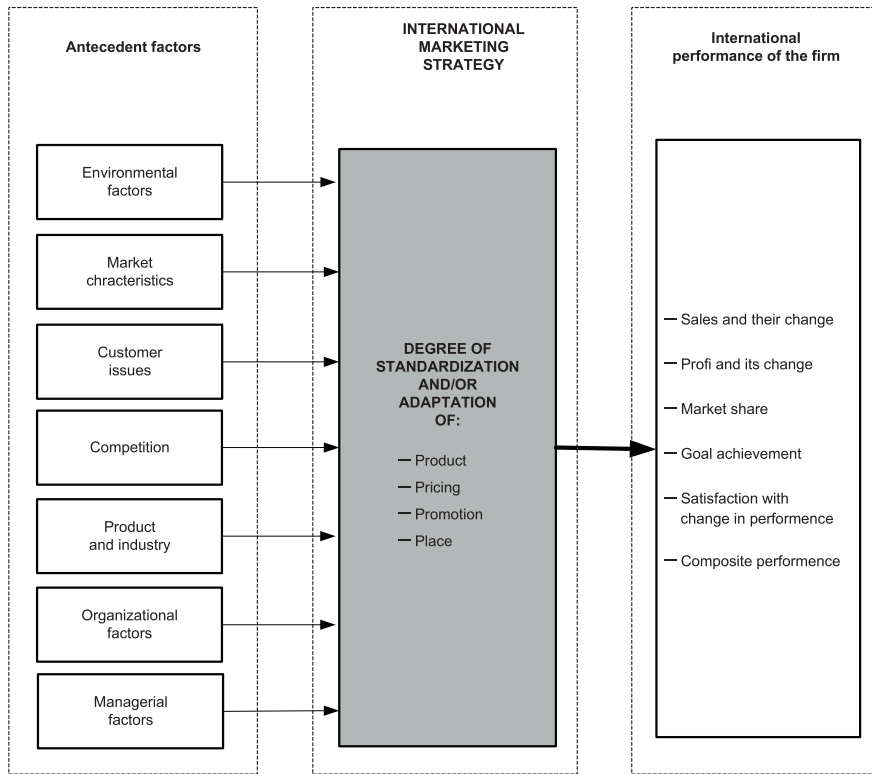 Antecedent factors
Environmental
factors
Market
chracteristics
Customer
issues
Competition
Product
and industry
Organizational
factors
Managerial
factors
INTERNATIONAL
MARKETING
STRATEGY
DEGREE OF
STANDARDIZATION
AND/OR
ADAPTATION
OF:
— Product
— Pricing
— Promotion
— Place
International
performance of the firm
— Sales and their change
— Profi and its change
— Market share
— Goal achievement
— Satisfaction with
change in performence
— Composite performence